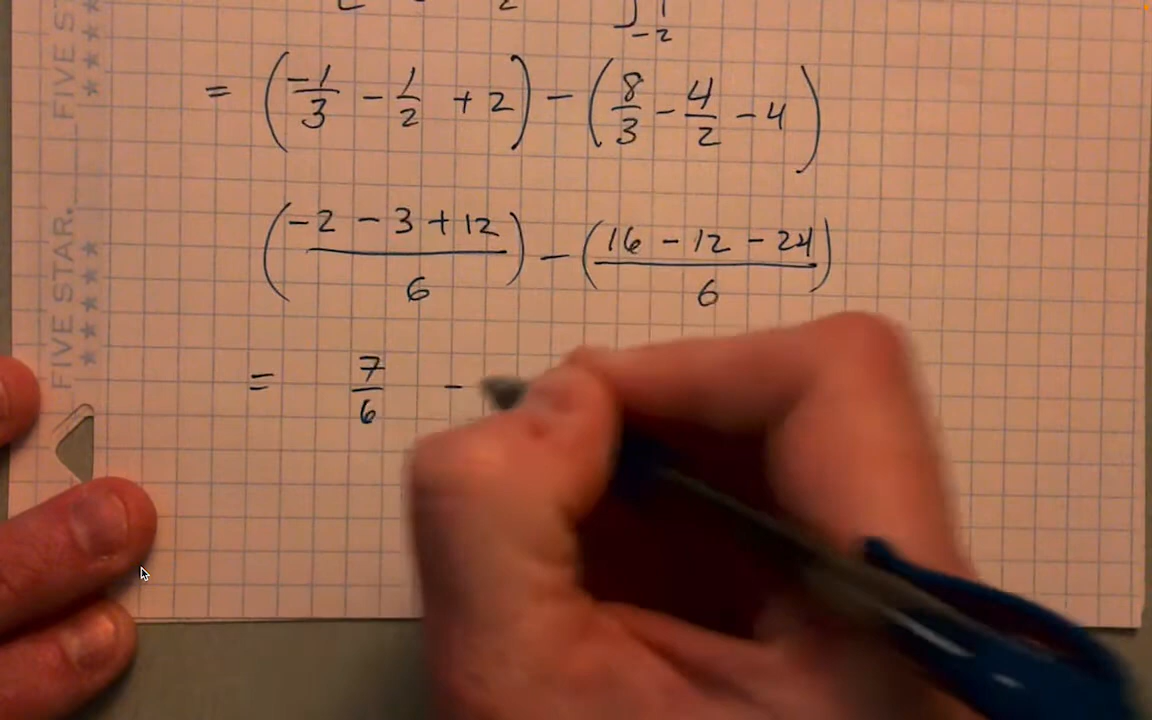 -2
= (-1/3 - 1/2 + 2) - (8/3 - 4/2 - 4)
((-2 - 3 + 12)/6) - ((16 - 12 - 24)/6)
= 7/6 -
FIVE STAR.
FIVE STAR